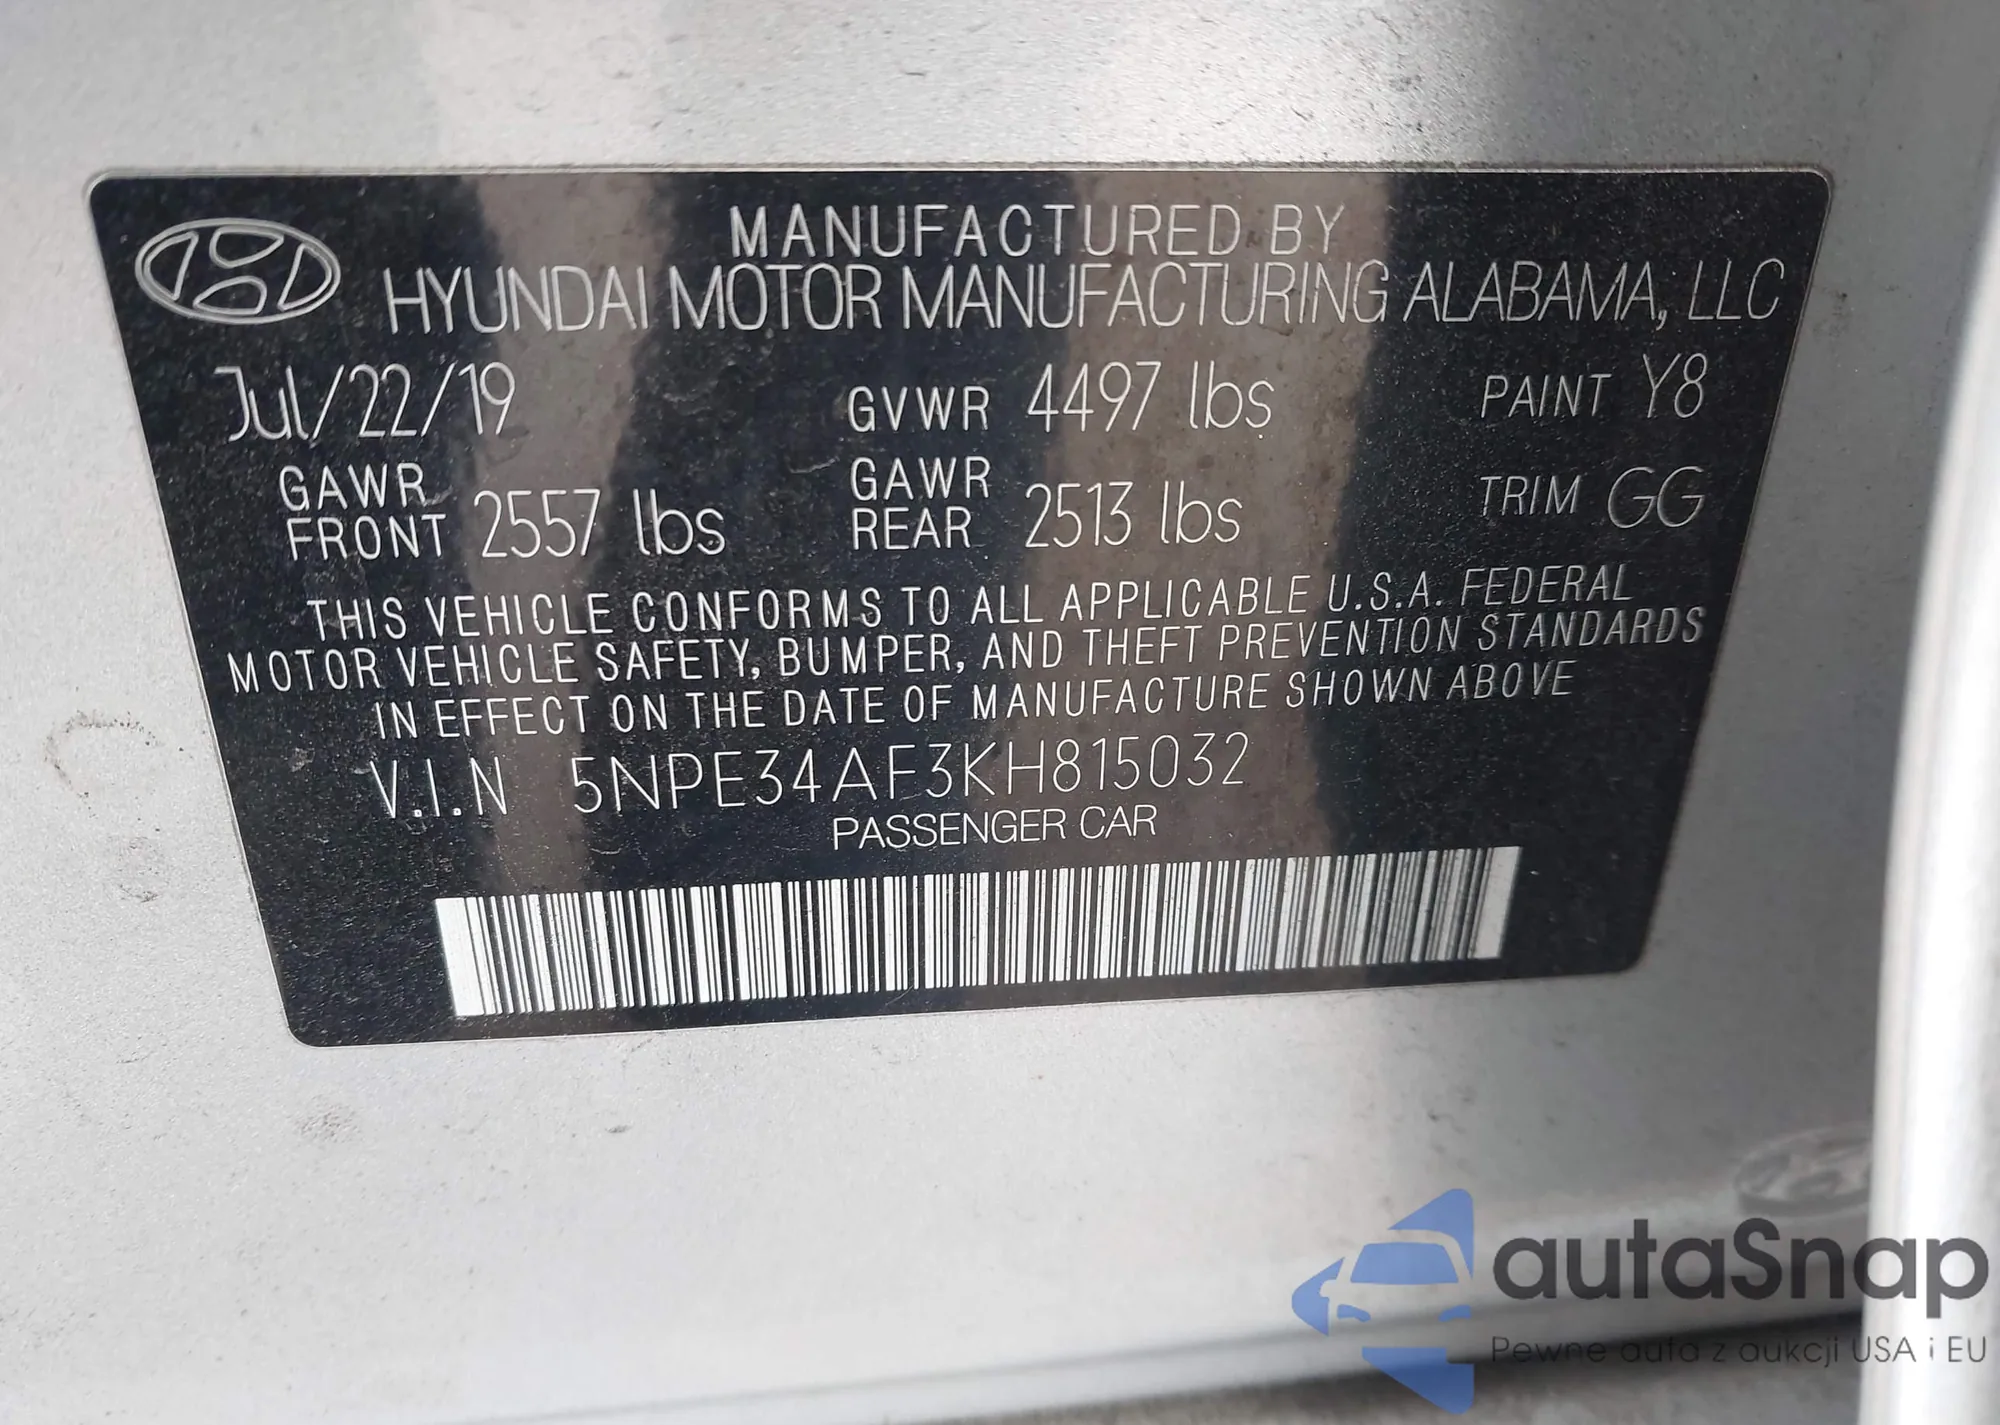 MANUFACTURED BY
HYUNDAI MOTOR MANUFACTURING ALABAMA, LLC
Jul/22/19 GVWR 4497 lbs PAINT Y8
GAWR FRONT 2557 lbs GAWR REAR 2513 lbs TRIM GG
THIS VEHICLE CONFORMS TO ALL APPLICABLE U.S.A. FEDERAL
MOTOR VEHICLE SAFETY, BUMPER, AND THEFT PREVENTION STANDARDS
IN EFFECT ON THE DATE OF MANUFACTURE SHOWN ABOVE
V.I.N 5NPE34AF3KH815032
PASSENGER CAR
autaSnap
Pewne auta z aukcji USA i EU